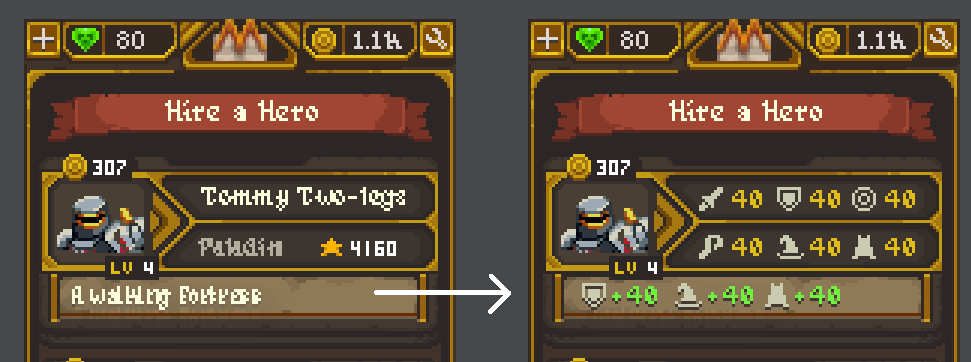 80 1.1k
Hire a Hero
307
Tommy Two-legs
Paladin 4160
LV 4
A walking fortress
80 1.1k
Hire a Hero
307
40 40 40
40 40 40
LV 4
+40 +40 +40